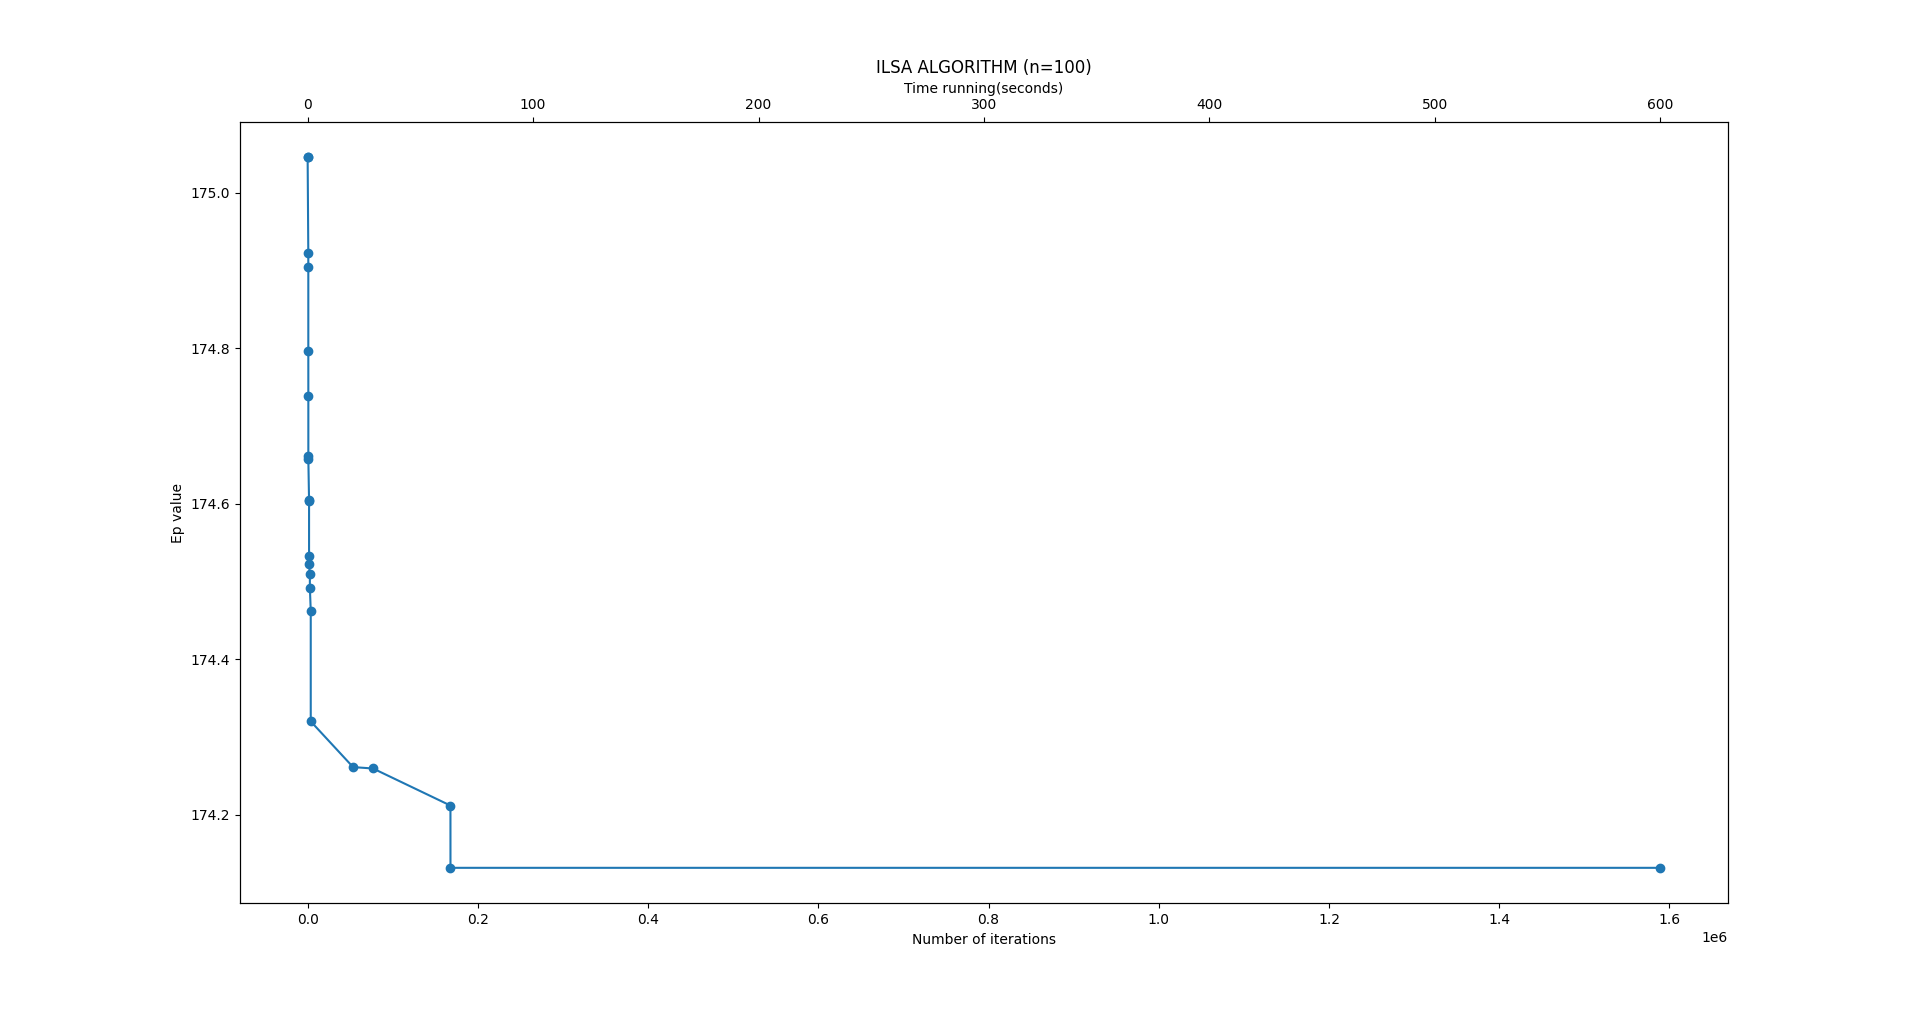 ILSA ALGORITHM (n=100)
Time running(seconds)
0 100 200 300 400 500 600
175.0
174.8
174.6
174.4
174.2
Ep value
0.0 0.2 0.4 0.6 0.8 1.0 1.2 1.4 1.6
1e6
Number of iterations